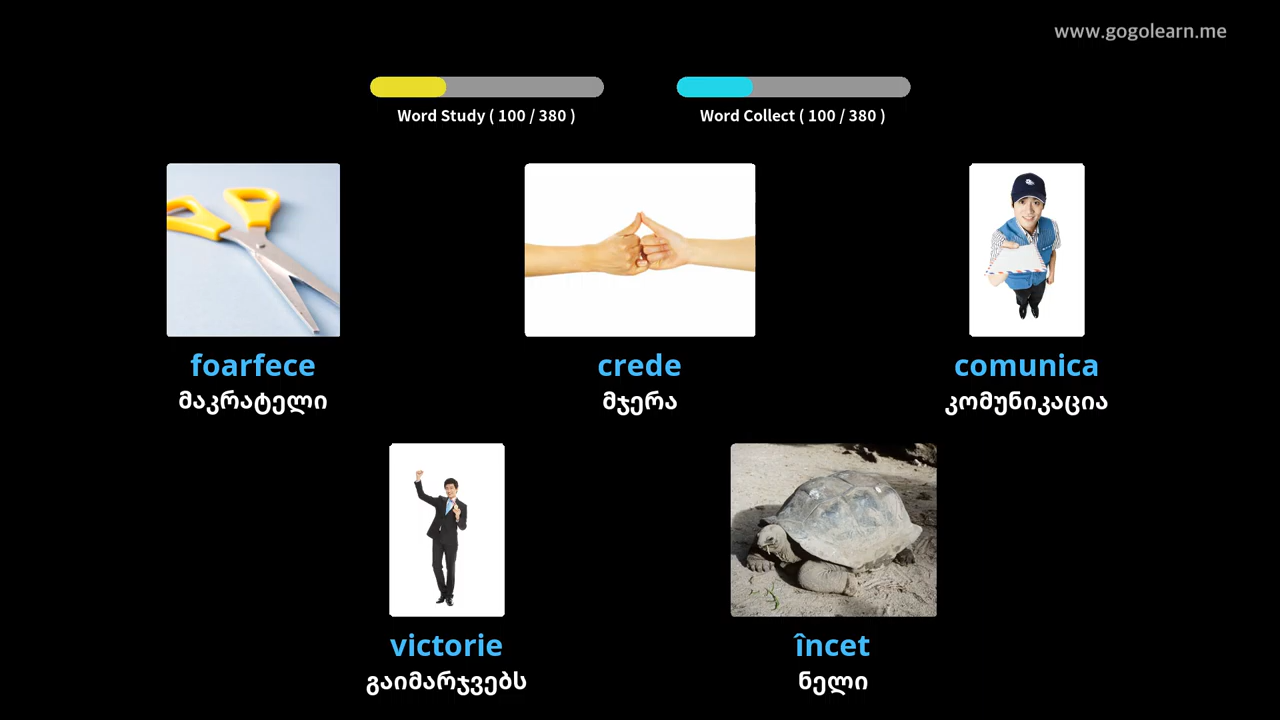 www.gogolearn.me
Word Study ( 100 / 380 )
Word Collect ( 100 / 380 )
foarfece
მაკრატელი
crede
მჯერა
comunica
კომუნიკაცია
victorie
გაიმარჯვებს
încet
ნელი